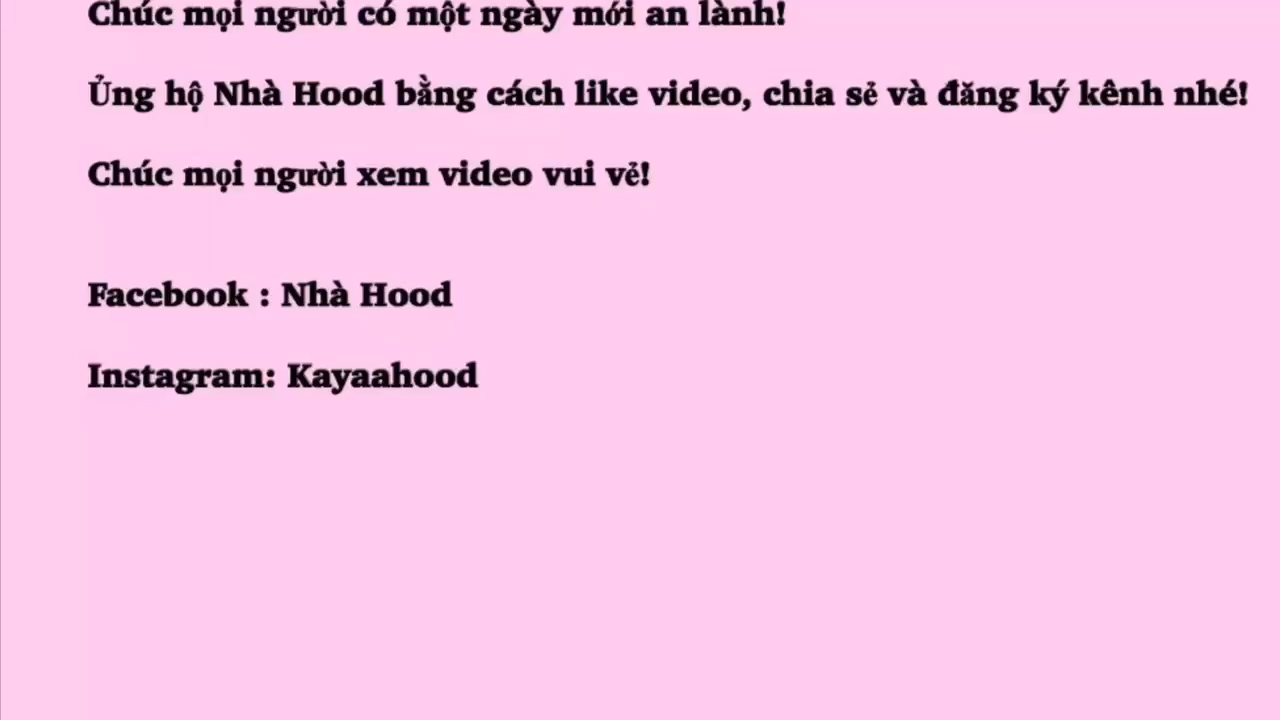 Chúc mọi người có một ngày mới an lành!
Ủng hộ Nhà Hood bằng cách like video, chia sẻ và đăng ký kênh nhé!
Chúc mọi người xem video vui vẻ!
Facebook : Nhà Hood
Instagram: Kayaahood